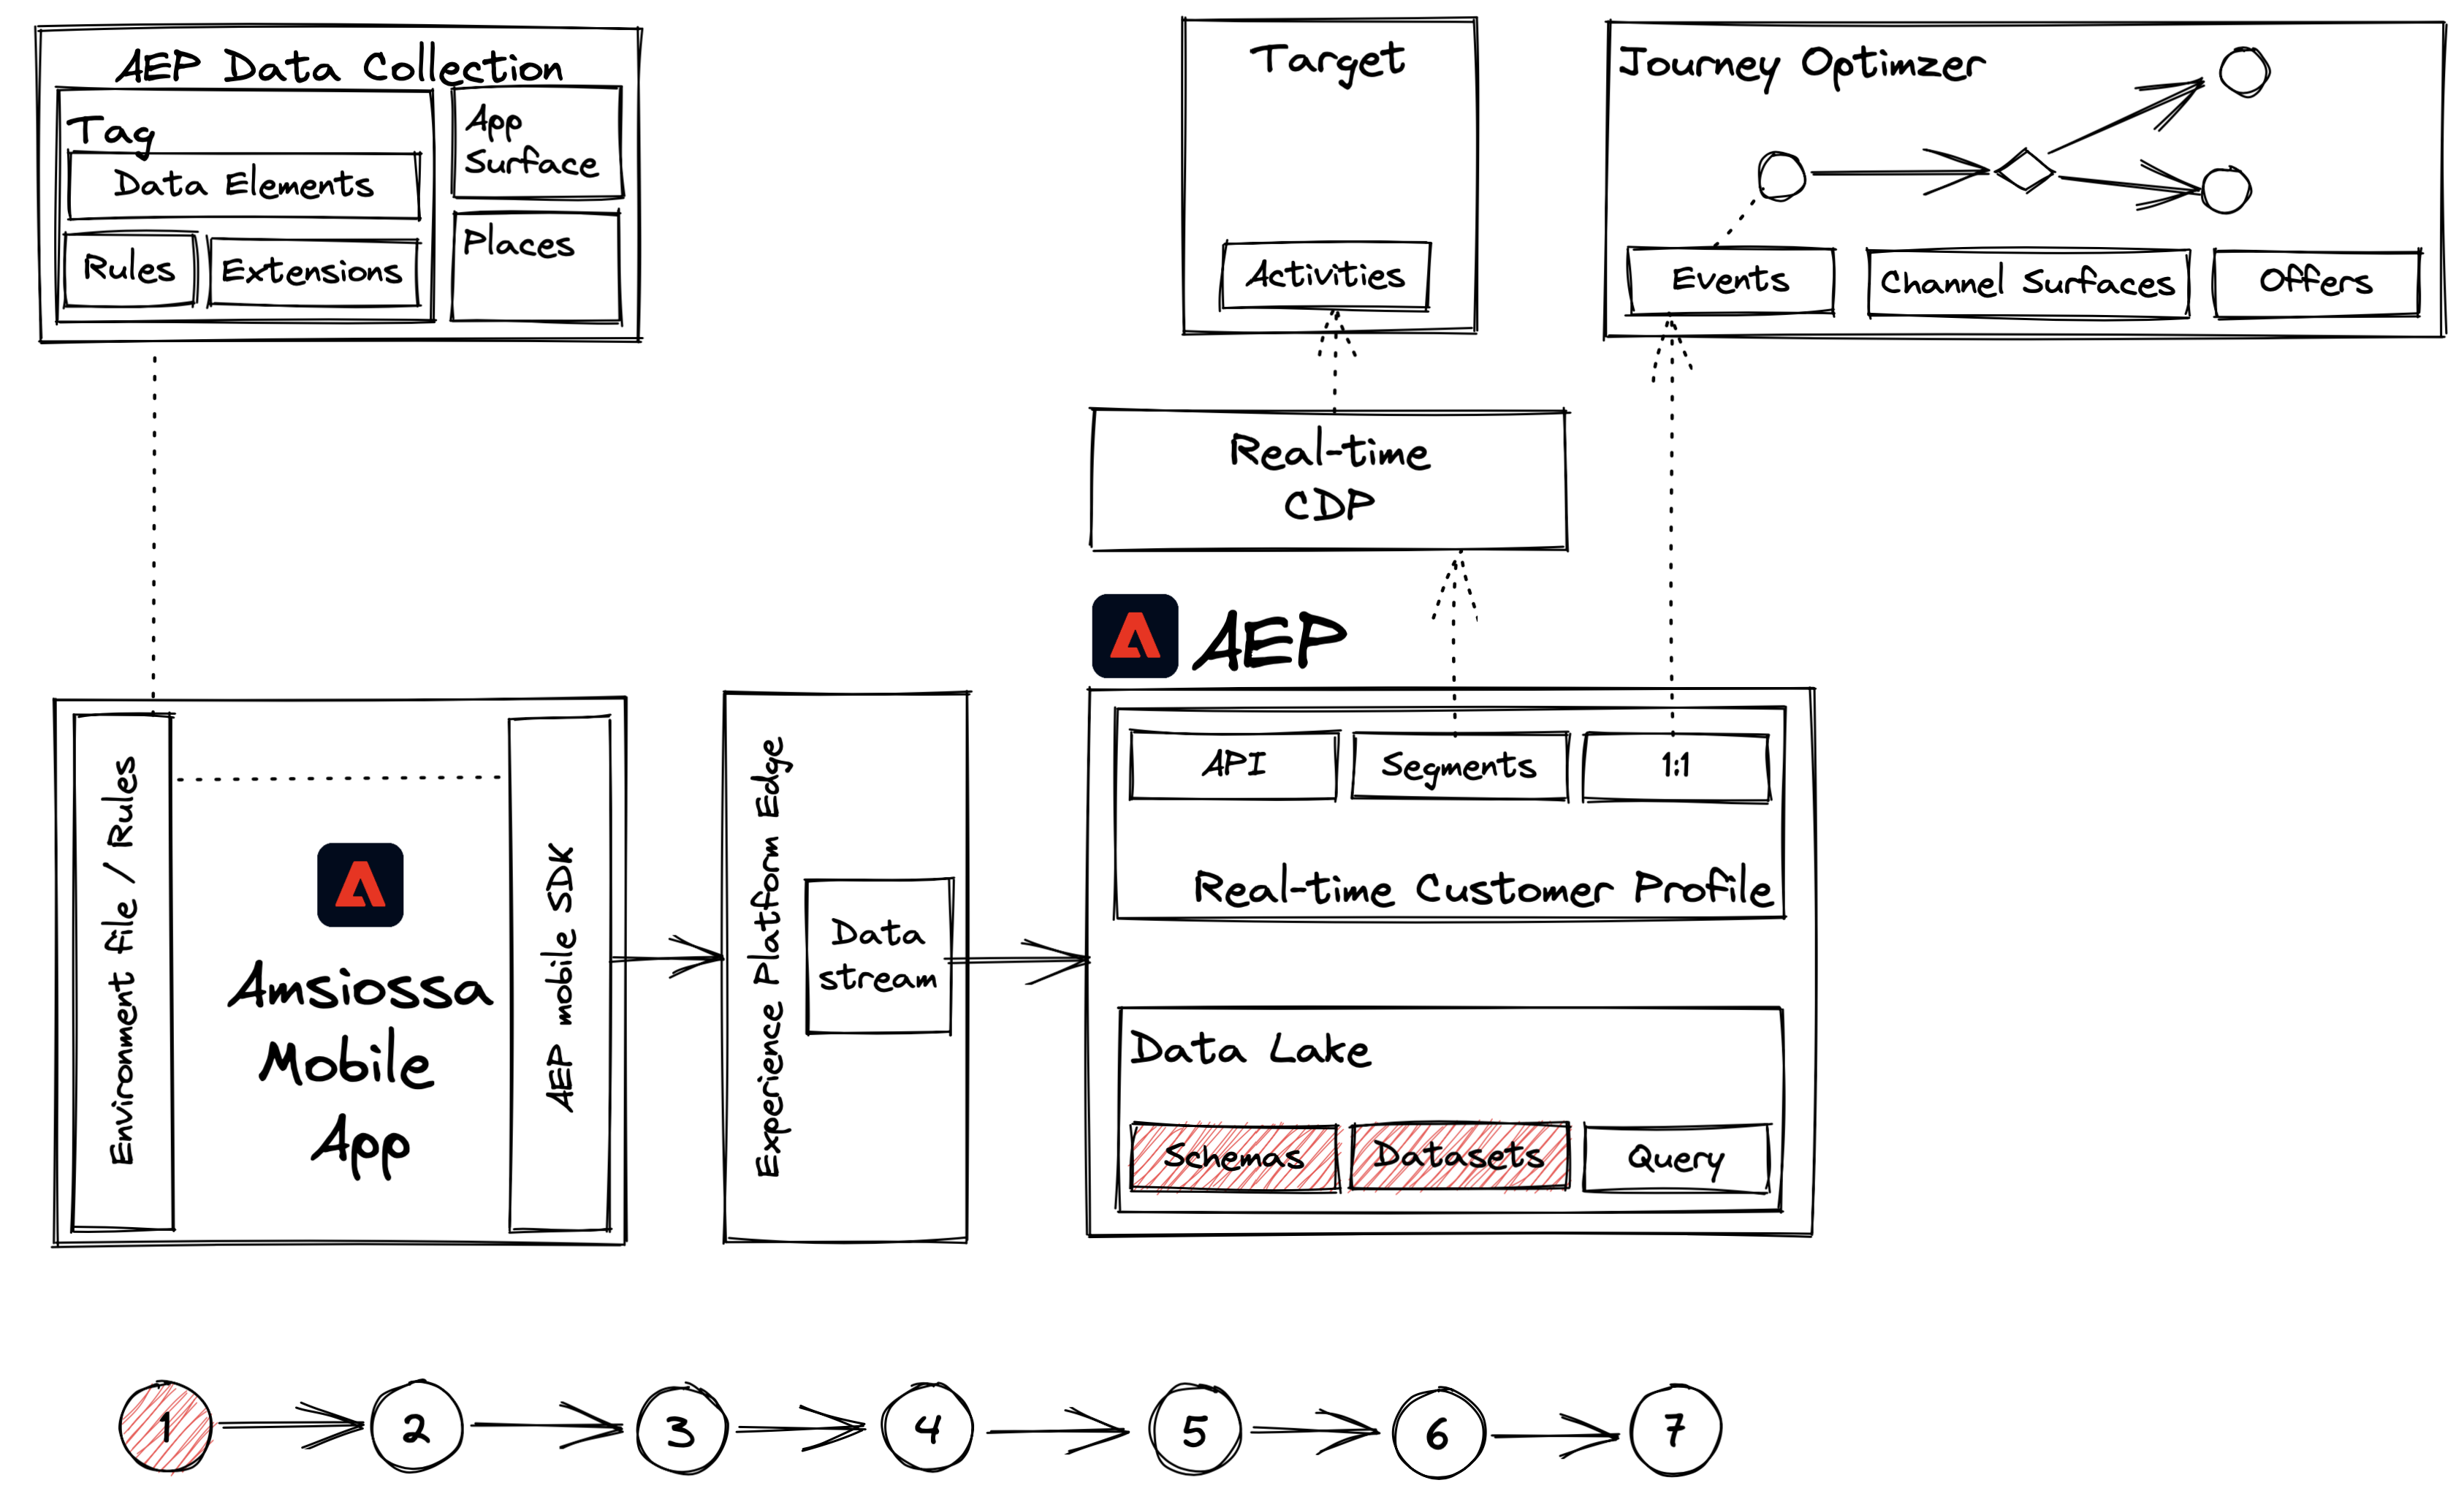 AEP Data Collection
Tag
Data Elements
Rules
Extensions
App
Surface
Places
Target
Activities
Journey Optimzer
Events
Channel Surfaces
Offers
Real-time
CDP
AEP
Environment file / Rules
Amsiossa
Mobile
App
AEP mobile SDK
Experience Platform Edge
Data
stream
API
Segments
1:1
Real-time Customer Profile
Data Lake
Schemas
Datasets
Query
1
2
3
4
5
6
7